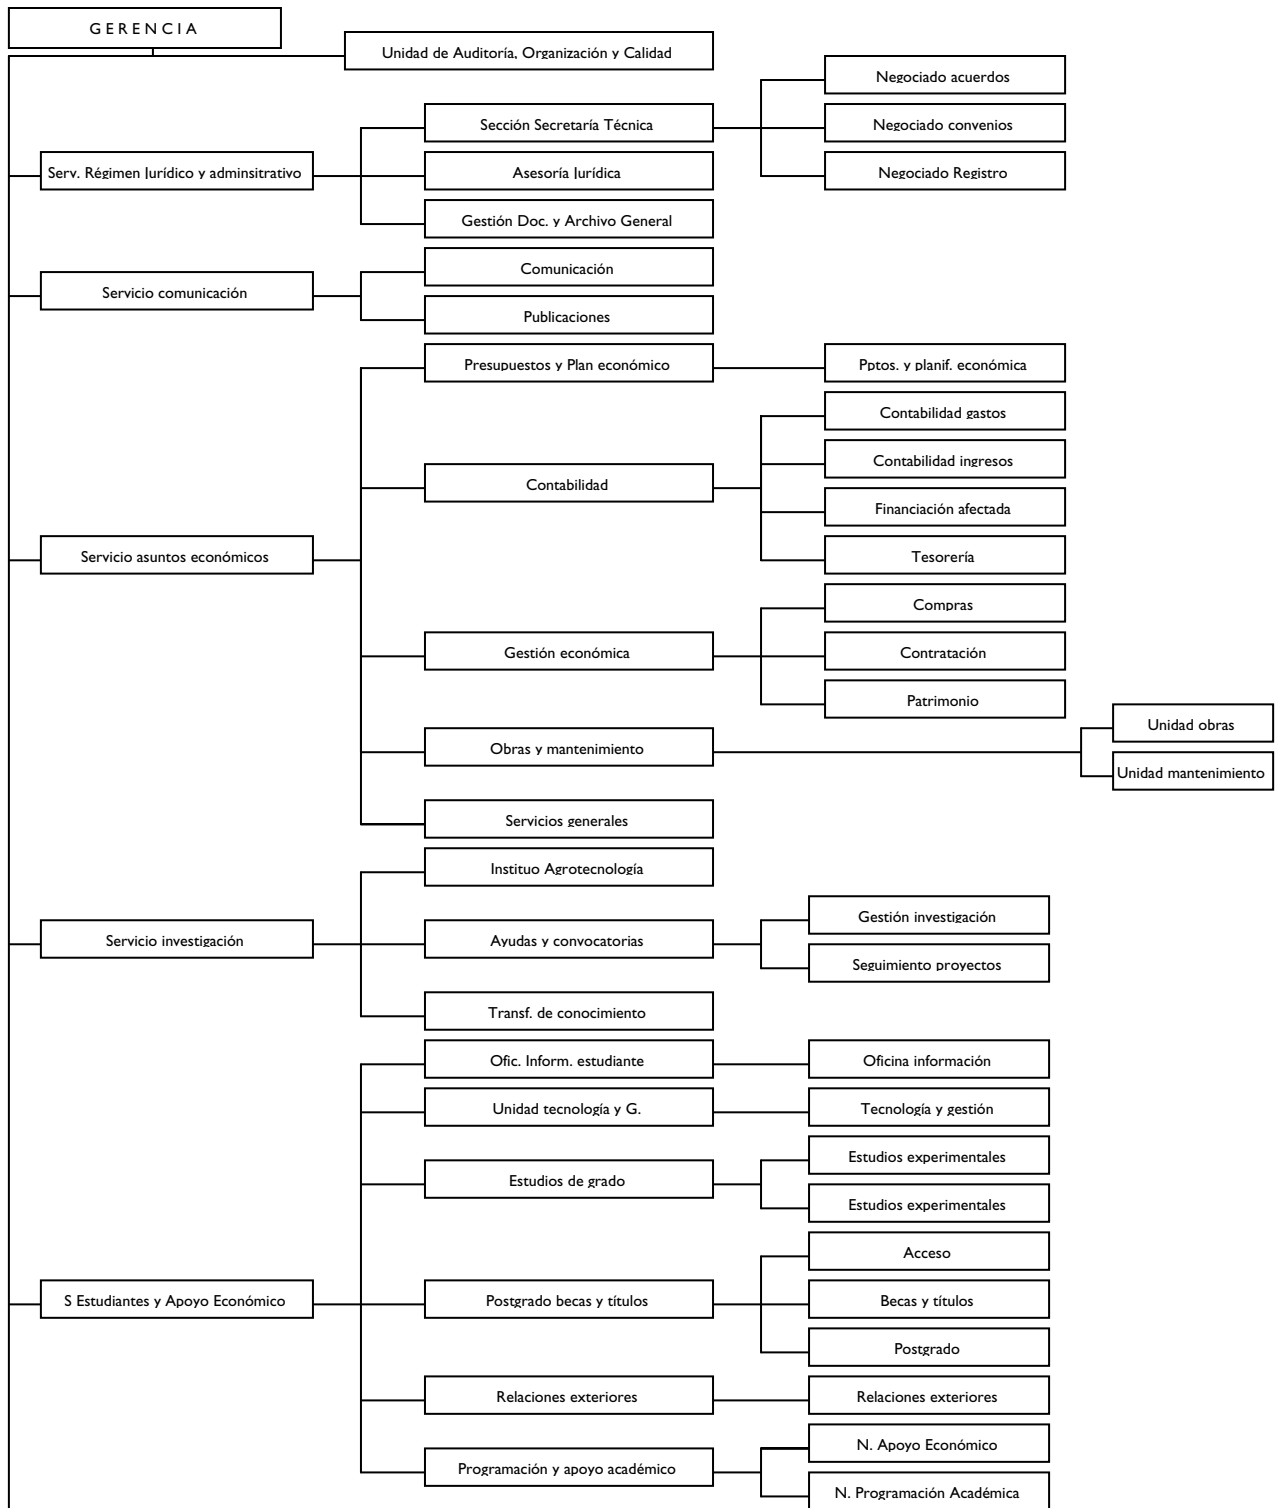 GERENCIA
Unidad de Auditoría, Organización y Calidad
Negociado acuerdos
Sección Secretaría Técnica
Negociado convenios
Serv. Régimen Jurídico y adminsitrativo
Asesoría Jurídica
Negociado Registro
Gestión Doc. y Archivo General
Comunicación
Servicio comunicación
Publicaciones
Presupuestos y Plan económico
Pptos. y planif. económica
Contabilidad gastos
Contabilidad ingresos
Contabilidad
Financiación afectada
Servicio asuntos económicos
Tesorería
Compras
Gestión económica
Contratación
Patrimonio
Unidad obras
Obras y mantenimiento
Unidad mantenimiento
Servicios generales
Instituo Agrotecnología
Gestión investigación
Servicio investigación
Ayudas y convocatorias
Seguimiento proyectos
Transf. de conocimiento
Ofic. Inform. estudiante
Oficina información
Unidad tecnología y G.
Tecnología y gestión
Estudios experimentales
Estudios de grado
Estudios experimentales
Acceso
S Estudiantes y Apoyo Económico
Postgrado becas y títulos
Becas y títulos
Postgrado
Relaciones exteriores
Relaciones exteriores
N. Apoyo Económico
Programación y apoyo académico
N. Programación Académica